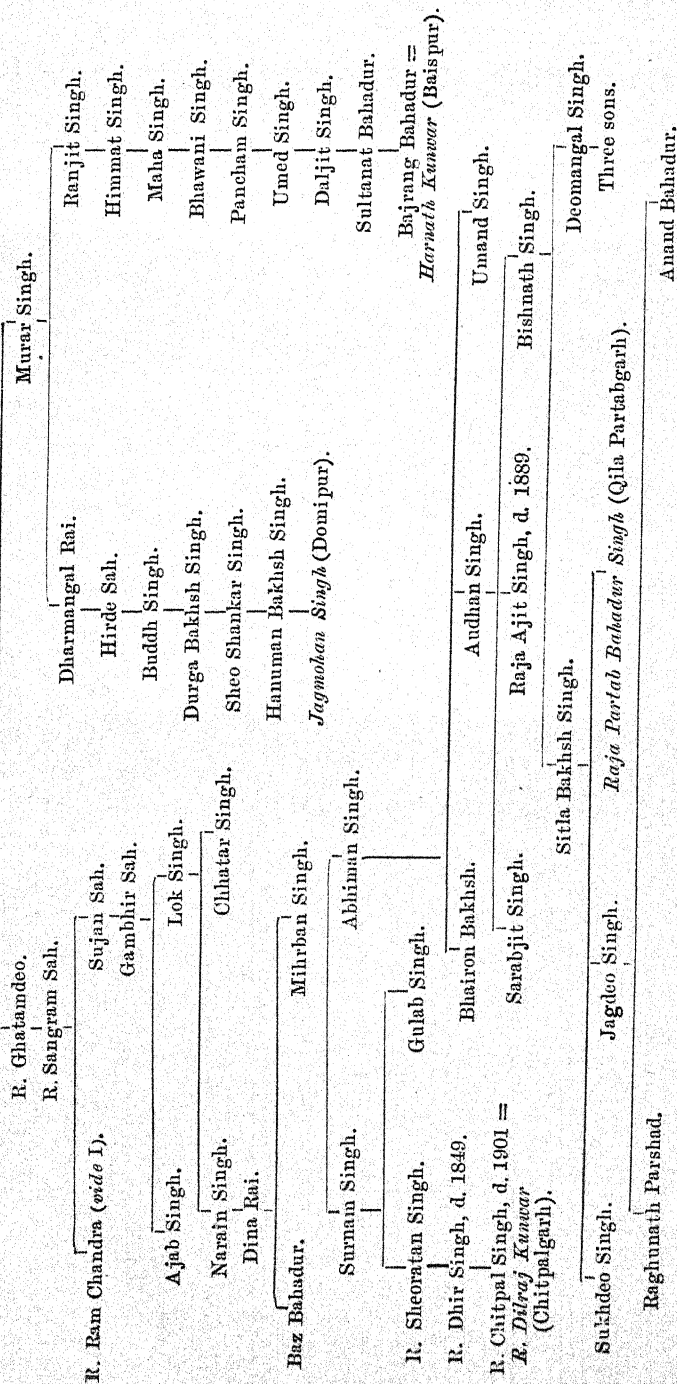 Murar Singh.
R. Ghatamdeo.
R. Sangram Sah.
Dharmangal Rai. Ranjit Singh.
R. Ram Chandra (vide I). Sujan Sah.
Hirde Sah. Himmat Singh.
Gambhir Sah.
Buddh Singh. Maha Singh.
Ajab Singh. Lok Singh.
Durga Bakhsh Singh. Bhawani Singh.
Narain Singh. Chhatar Singh.
Sheo Shankar Singh. Pancham Singh.
Dina Rai.
Hanuman Bakhsh Singh. Umed Singh.
Baz Bahadur. Mihrban Singh.
Jagmohan Singh (Domipur). Daljit Singh.
Surnam Singh. Abhiman Singh.
Sultanat Bahadur.
R. Sheoratan Singh. Gulab Singh.
Bajrang Bahadur =
Harnath Kunwar (Baispur).
R. Dhir Singh, d. 1849.
Bhairon Bakhsh. Audhan Singh. Umand Singh.
R. Chitpal Singh, d. 1901 =
R. Dilraj Kunwar
(Chitpalgarh).
Sarabjit Singh. Raja Ajit Singh, d. 1889. Bishnath Singh.
Sitla Bakhsh Singh. Deomangal Singh.
Three sons.
Sukhdeo Singh. Jagdeo Singh. Raja Partab Bahadur Singh (Qila Partabgarh).
Raghunath Parshad. Anand Bahadur.